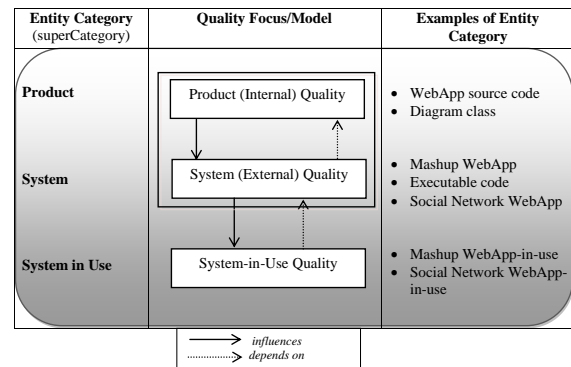 Entity Category
(superCategory)
Quality Focus/Model
Examples of Entity
Category
Product
Product (Internal) Quality
• WebApp source code
• Diagram class
System
System (External) Quality
• Mashup WebApp
• Executable code
• Social Network WebApp
System in Use
System-in-Use Quality
• Mashup WebApp-in-use
• Social Network WebApp-
in-use
influences
depends on